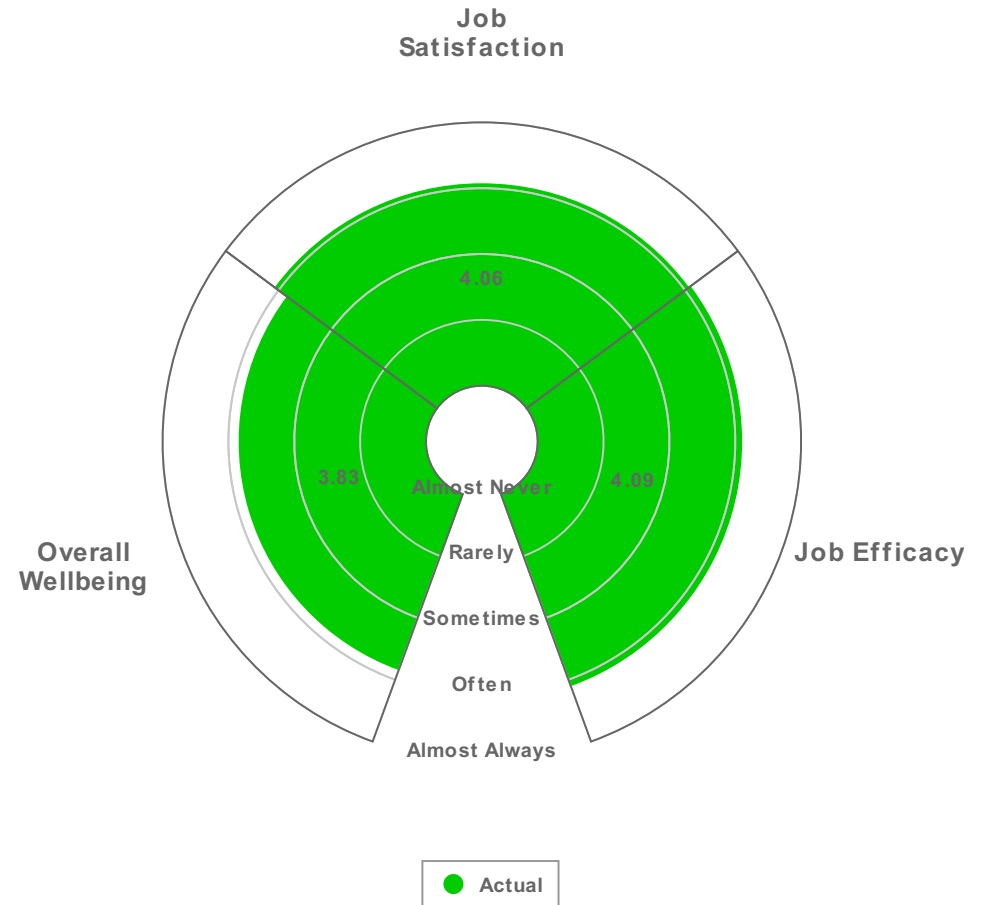 Job
Satisfaction
4.06
3.83
4.09
Almost Never
Rarely
Overall
Wellbeing
Job Efficacy
Sometimes
Often
Almost Always
Actual